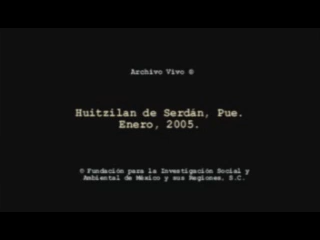 Archivo Vivo ©
Huitzilan de Serdán, Pue.
Enero, 2005.
© Fundación para la Investigación Social y
Ambiental de México y sus Regiones, S.C.